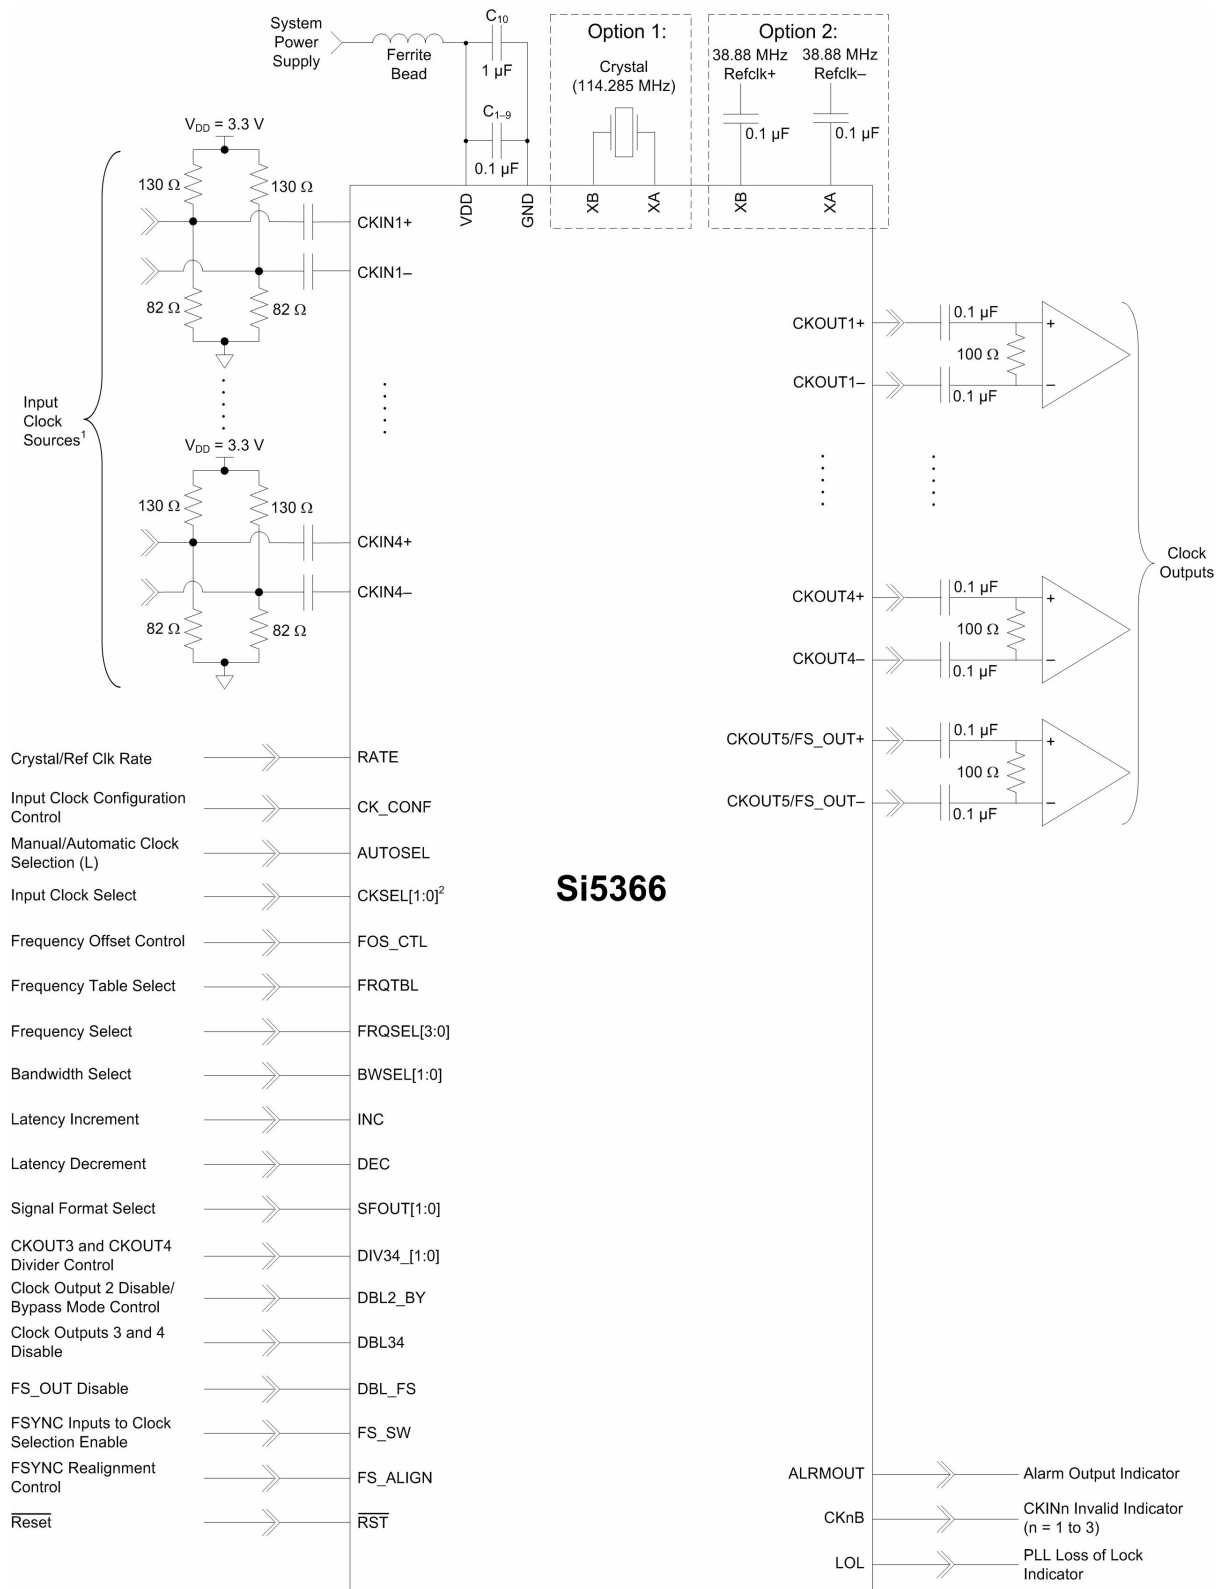 System
Power
Supply
Ferrite
Bead
C10
1 µF
C1–9
0.1 µF
VDD
GND
Option 1:
Crystal
(114.285 MHz)
XB
XA
Option 2:
38.88 MHz
Refclk+
38.88 MHz
Refclk–
0.1 µF
0.1 µF
XB
XA
VDD = 3.3 V
130 Ω
130 Ω
CKIN1+
CKIN1–
82 Ω
82 Ω
Input
Clock
Sources1
VDD = 3.3 V
130 Ω
130 Ω
CKIN4+
CKIN4–
82 Ω
82 Ω
CKOUT1+
0.1 µF
+
100 Ω
CKOUT1–
–
0.1 µF
CKOUT4+
0.1 µF
+
100 Ω
CKOUT4–
–
0.1 µF
CKOUT5/FS_OUT+
0.1 µF
+
100 Ω
CKOUT5/FS_OUT–
–
0.1 µF
Clock
Outputs
Si5366
Crystal/Ref Clk Rate
RATE
Input Clock Configuration
Control
CK_CONF
Manual/Automatic Clock
Selection (L)
AUTOSEL
Input Clock Select
CKSEL[1:0]2
Frequency Offset Control
FOS_CTL
Frequency Table Select
FRQTBL
Frequency Select
FRQSEL[3:0]
Bandwidth Select
BWSEL[1:0]
Latency Increment
INC
Latency Decrement
DEC
Signal Format Select
SFOUT[1:0]
CKOUT3 and CKOUT4
Divider Control
DIV34_[1:0]
Clock Output 2 Disable/
Bypass Mode Control
DBL2_BY
Clock Outputs 3 and 4
Disable
DBL34
FS_OUT Disable
DBL_FS
FSYNC Inputs to Clock
Selection Enable
FS_SW
FSYNC Realignment
Control
FS_ALIGN
Reset
RST
ALRMOUT
Alarm Output Indicator
CKnB
CKINn Invalid Indicator
(n = 1 to 3)
LOL
PLL Loss of Lock
Indicator